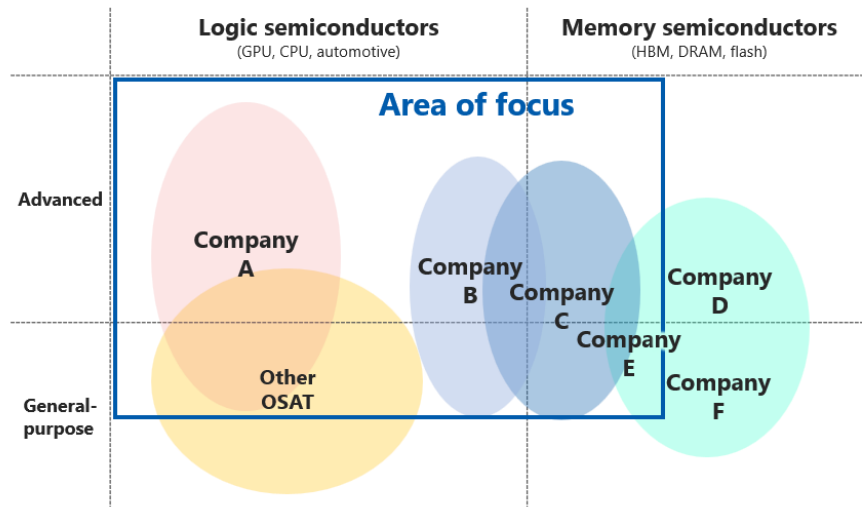 Logic semiconductors
(GPU, CPU, automotive)
Memory semiconductors
(HBM, DRAM, flash)
Area of focus
Advanced
Company
A
Company
B
Company
C
Company
D
Company
E
Other
OSAT
Company
F
General-
purpose